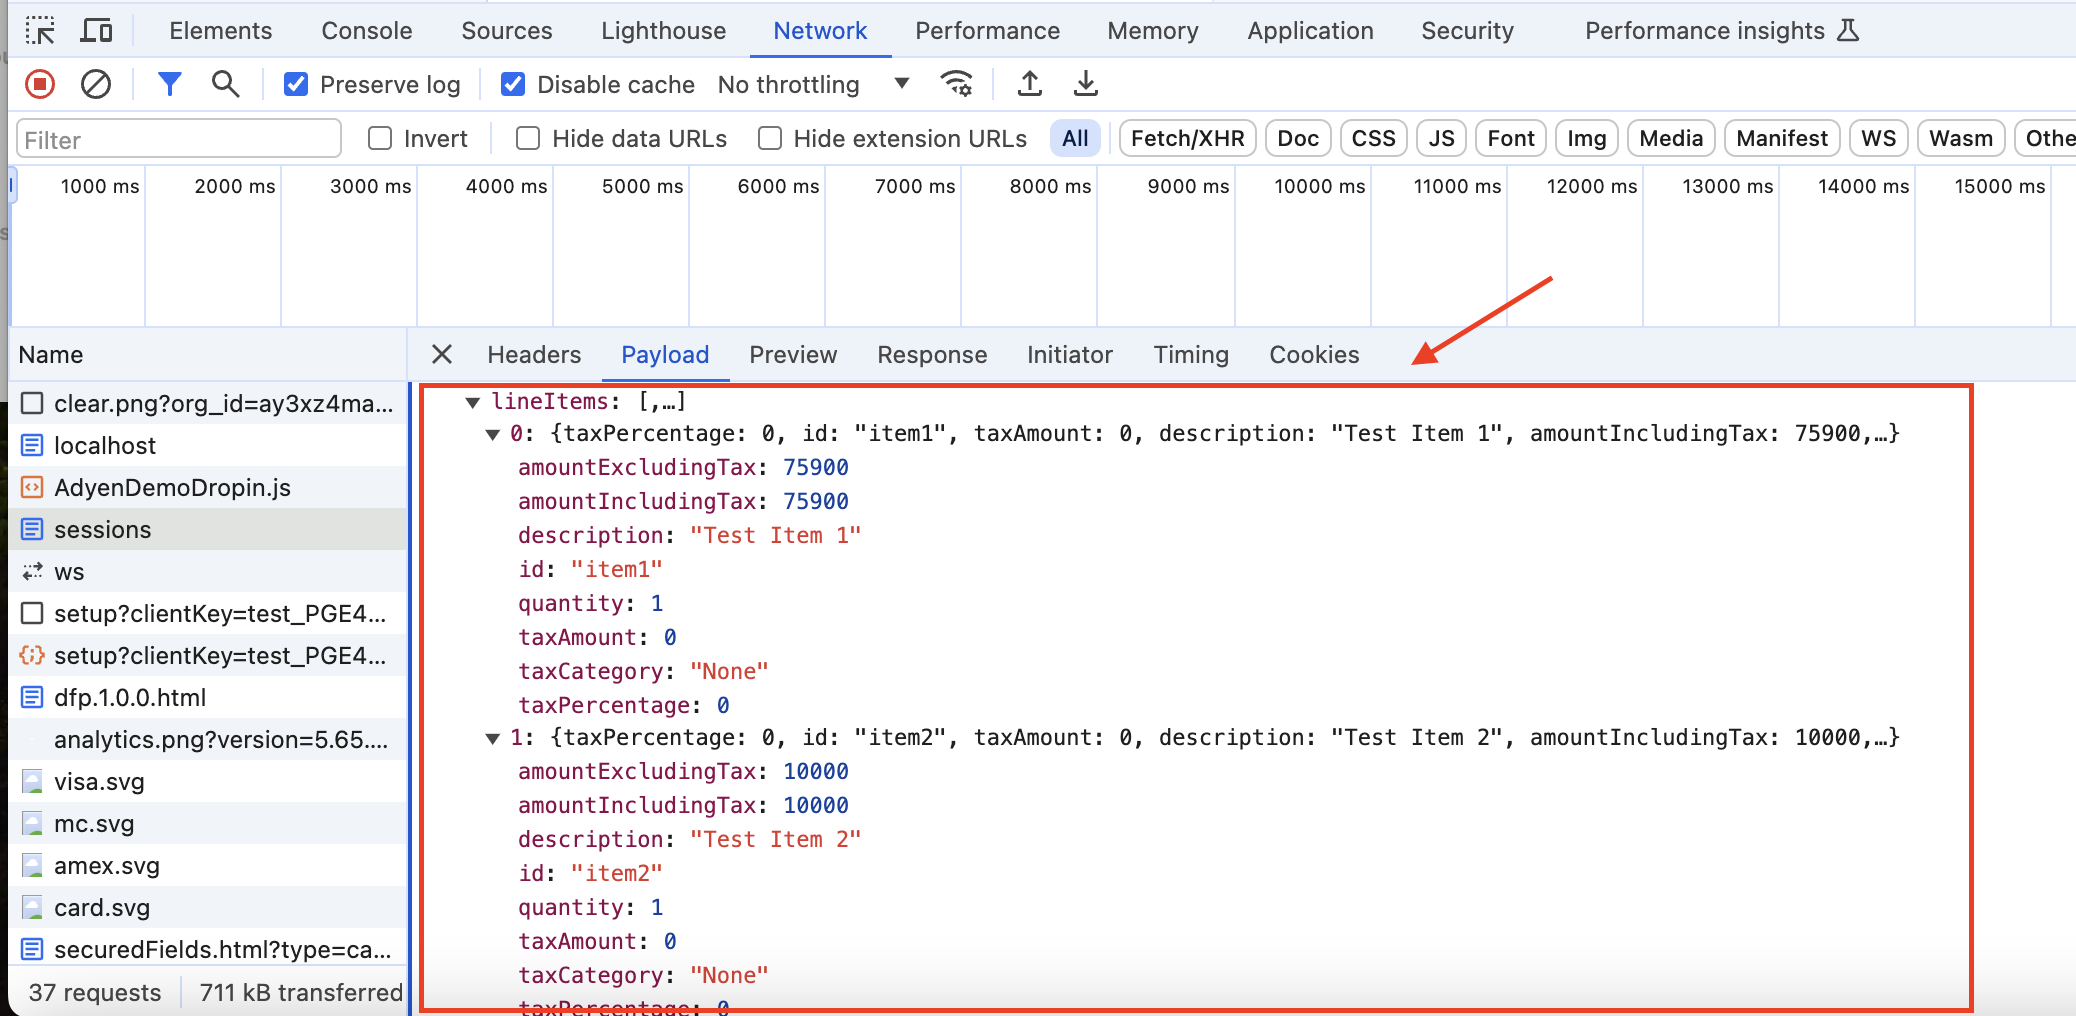 Elements Console Sources Lighthouse Network Performance Memory Application Security Performance insights
Preserve log Disable cache No throttling
Filter Invert Hide data URLs Hide extension URLs All Fetch/XHR Doc CSS JS Font Img Media Manifest WS Wasm Othe
1000 ms 2000 ms 3000 ms 4000 ms 5000 ms 6000 ms 7000 ms 8000 ms 9000 ms 10000 ms 11000 ms 12000 ms 13000 ms 14000 ms 15000 ms
Name
clear.png?org_id=ay3xz4ma...
localhost
AdyenDemoDropin.js
sessions
ws
setup?clientKey=test_PGE4...
setup?clientKey=test_PGE4...
dfp.1.0.0.html
analytics.png?version=5.65....
visa.svg
mc.svg
amex.svg
card.svg
securedFields.html?type=ca...
37 requests 711 kB transferred
Headers Payload Preview Response Initiator Timing Cookies
lineItems: [,…]
0: {taxPercentage: 0, id: "item1", taxAmount: 0, description: "Test Item 1", amountIncludingTax: 75900,…}
amountExcludingTax: 75900
amountIncludingTax: 75900
description: "Test Item 1"
id: "item1"
quantity: 1
taxAmount: 0
taxCategory: "None"
taxPercentage: 0
1: {taxPercentage: 0, id: "item2", taxAmount: 0, description: "Test Item 2", amountIncludingTax: 10000,…}
amountExcludingTax: 10000
amountIncludingTax: 10000
description: "Test Item 2"
id: "item2"
quantity: 1
taxAmount: 0
taxCategory: "None"
taxPercentage: 0